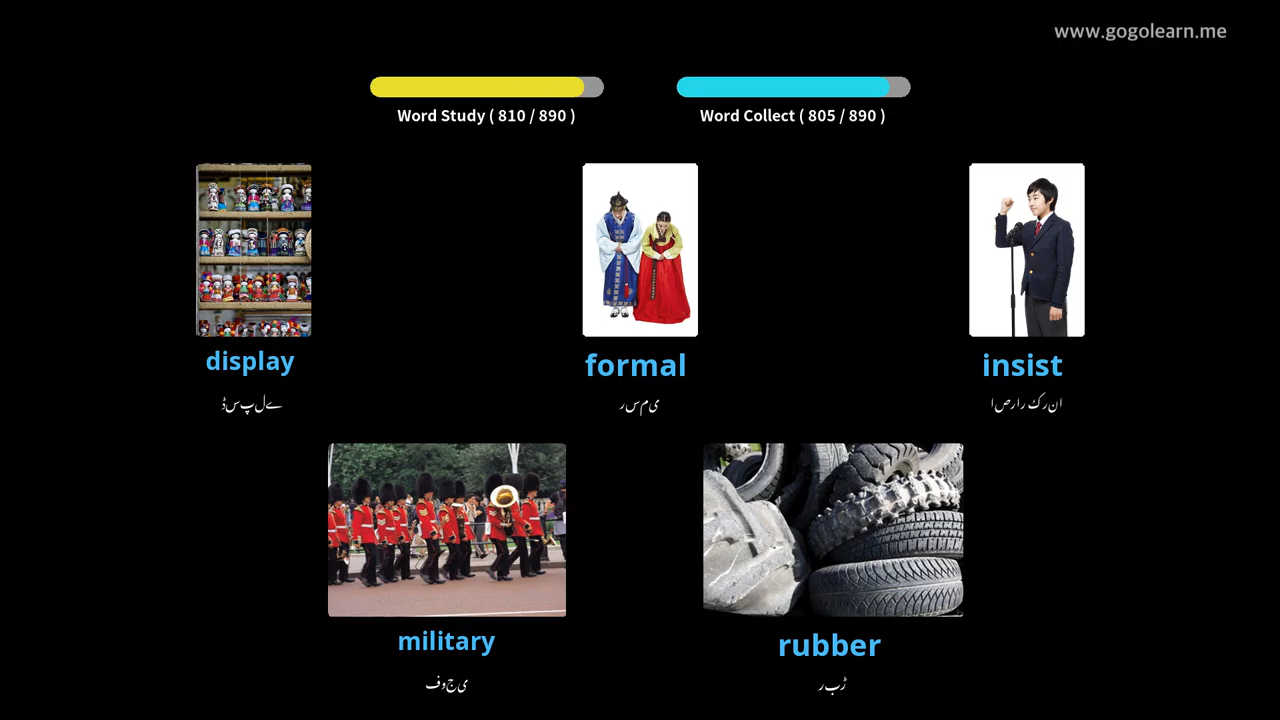 www.gogolearn.me
Word Study ( 810 / 890 )
Word Collect ( 805 / 890 )
display
formal
insist
ڈسپلے
رسمی
اصرار کرنا
military
rubber
فوجی
ربڑ